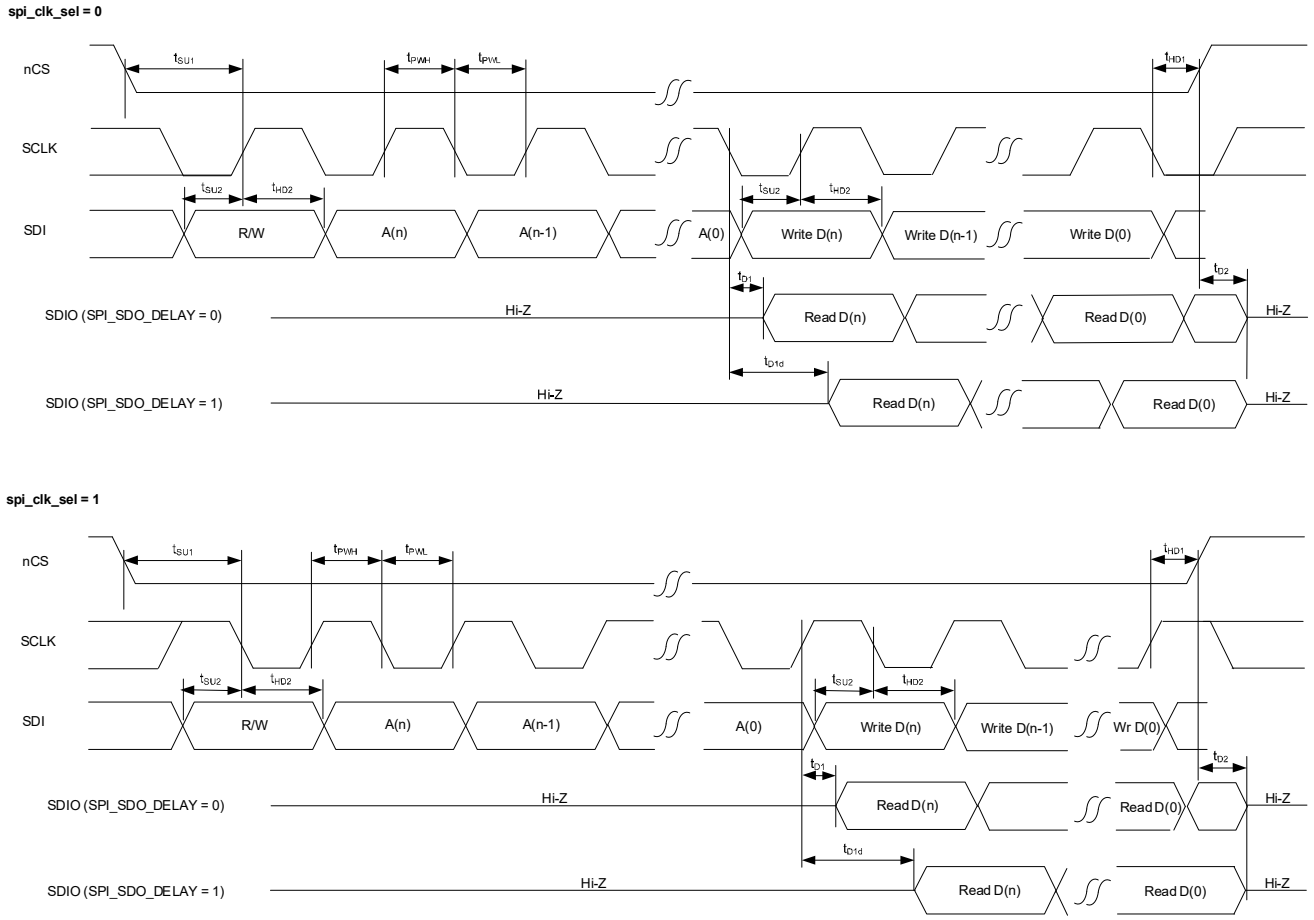 spi_clk_sel = 0
nCS
tSU1
tPWH
tPWL
tHD1
SCLK
tSU2
tHD2
tSU2
tHD2
SDI
R/W
A(n)
A(n-1)
A(0)
Write D(n)
Write D(n-1)
Write D(0)
tD1
tD2
SDIO (SPI_SDO_DELAY = 0)
Hi-Z
Read D(n)
Read D(0)
Hi-Z
tD1d
SDIO (SPI_SDO_DELAY = 1)
Hi-Z
Read D(n)
Read D(0)
Hi-Z
spi_clk_sel = 1
nCS
tSU1
tPWH
tPWL
tHD1
SCLK
tSU2
tHD2
tSU2
tHD2
SDI
R/W
A(n)
A(n-1)
A(0)
Write D(n)
Write D(n-1)
Wr D(0)
tD1
tD2
SDIO (SPI_SDO_DELAY = 0)
Hi-Z
Read D(n)
Read D(0)
Hi-Z
tD1d
SDIO (SPI_SDO_DELAY = 1)
Hi-Z
Read D(n)
Read D(0)
Hi-Z